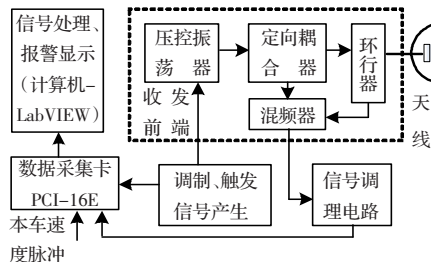 信号处理、
报警显示
（计算机-
LabVIEW）
压控振
荡 器
定向耦
合 器
环
行
器
收 发
前 端
混频器
天
线
数据采集卡
PCI-16E
调制、触发
信号产生
信号调
理电路
本车速
度脉冲